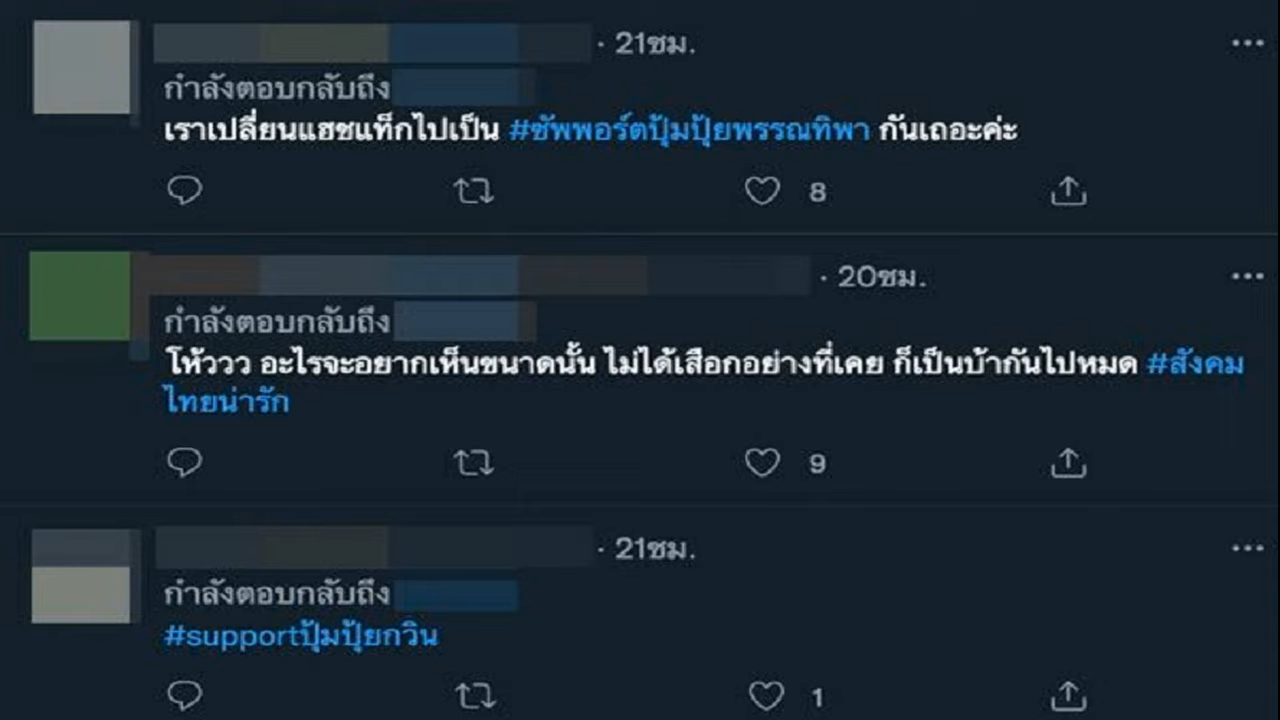 · 21ชม.
กำลังตอบกลับถึง
เราเปลี่ยนแฮชแท็กไปเป็น #ซัพพอร์ตปุ้มปุ้ยพรรณทิพา กันเถอะค่ะ
8
· 20ชม.
กำลังตอบกลับถึง
โห้ววว อะไรจะอยากเห็นขนาดนั้น ไม่ได้เสือกอย่างที่เคย ก็เป็นบ้ากันไปหมด #สังคม
ไทยน่ารัก
9
· 21ชม.
กำลังตอบกลับถึง
#supportปุ้มปุ้ยกวิน
1